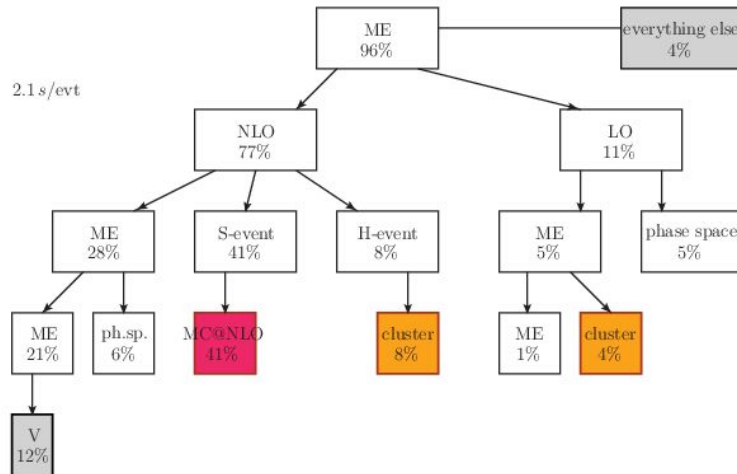 ME
96%
everything else
4%
2.1 s/evt
NLO
77%
LO
11%
ME
28%
S-event
41%
H-event
8%
ME
5%
phase space
5%
ME
21%
ph.sp.
6%
MC@NLO
41%
cluster
8%
ME
1%
cluster
4%
V
12%